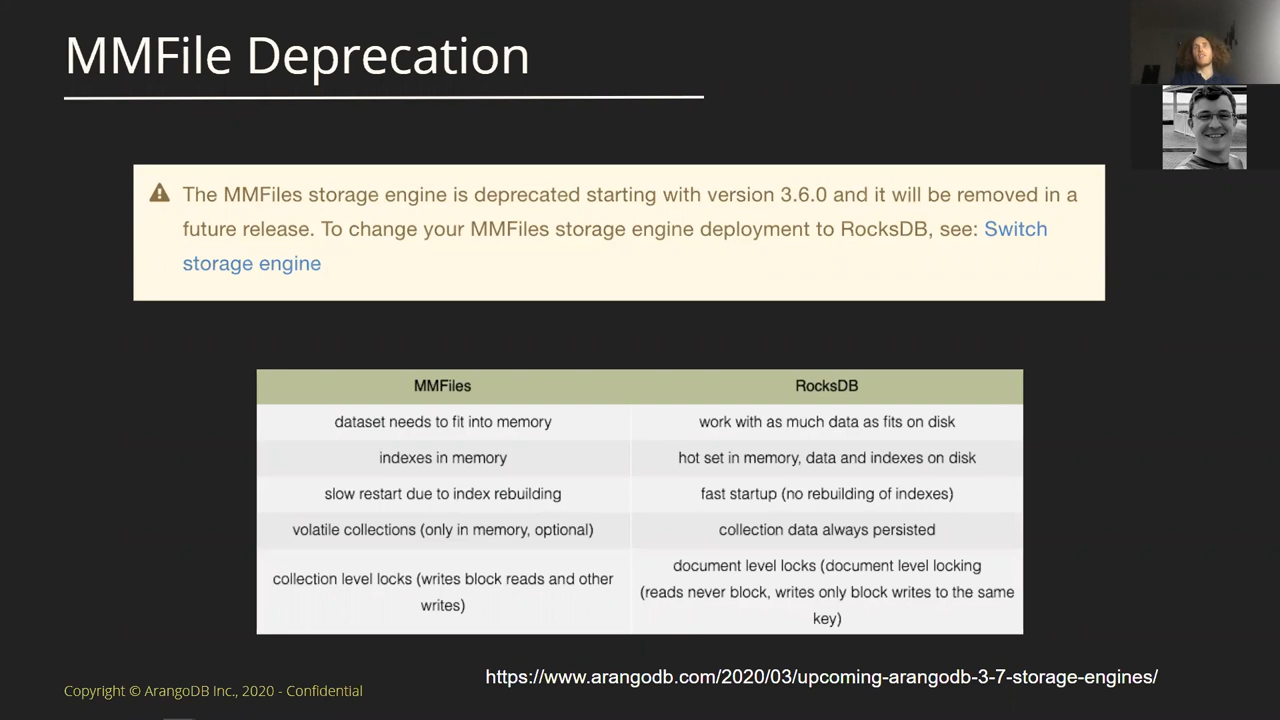 MMFile Deprecation
The MMFiles storage engine is deprecated starting with version 3.6.0 and it will be removed in a
future release. To change your MMFiles storage engine deployment to RocksDB, see: Switch
storage engine
MMFiles RocksDB
dataset needs to fit into memory work with as much data as fits on disk
indexes in memory hot set in memory, data and indexes on disk
slow restart due to index rebuilding fast startup (no rebuilding of indexes)
volatile collections (only in memory, optional) collection data always persisted
collection level locks (writes block reads and other
writes)
document level locks (document level locking
(reads never block, writes only block writes to the same
key)
https://www.arangodb.com/2020/03/upcoming-arangodb-3-7-storage-engines/
Copyright © ArangoDB Inc., 2020 - Confidential